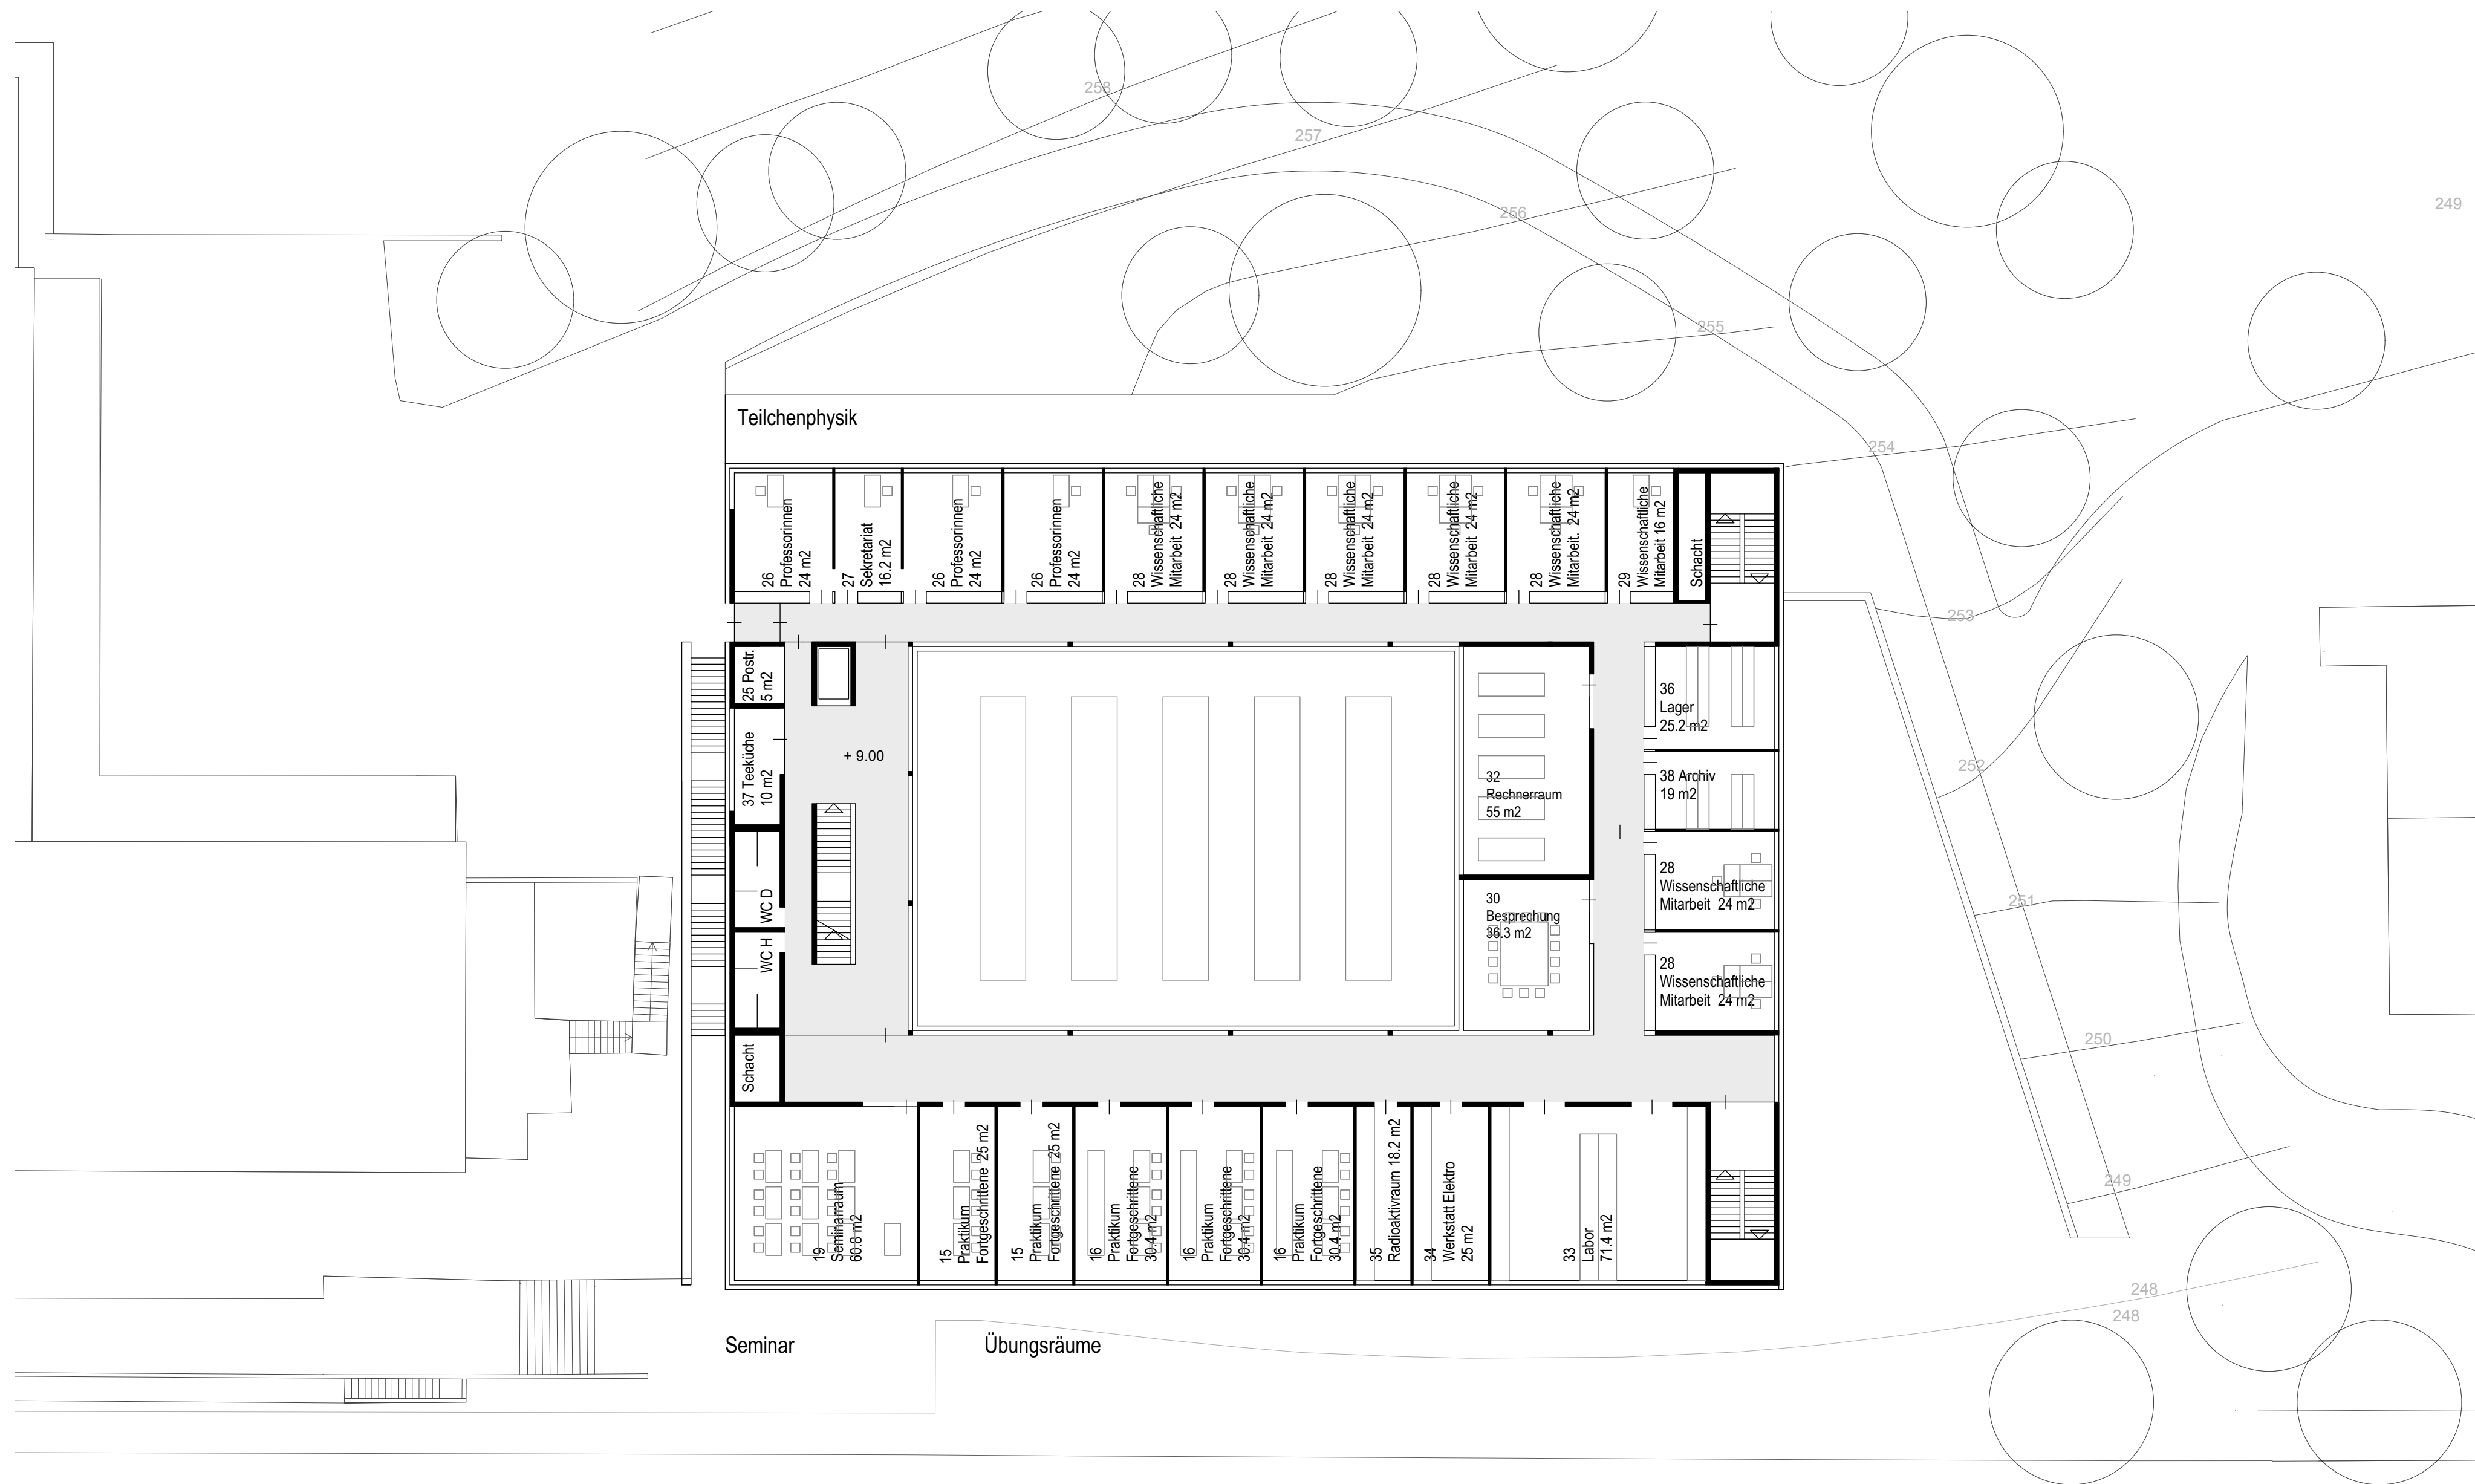 258
257
256
249
255
254
253
252
251
250
249
248
248
Teilchenphysik
26
Professorinnen
24 m2
27
Sekretariat
16.2 m2
26
Professorinnen
24 m2
26
Professorinnen
24 m2
28
Wissenschaftliche
Mitarbeit 24 m2
28
Wissenschaftliche
Mitarbeit 24 m2
28
Wissenschaftliche
Mitarbeit 24 m2
28
Wissenschaftliche
Mitarbeit 24 m2
28
Wissenschaftliche
Mitarbeit. 24 m2
29
Wissenschaftliche
Mitarbeit 16 m2
Schacht
25 Postr.
5 m2
37 Teeküche
10 m2
+ 9.00
WC D
WC H
Schacht
32
Rechnerraum
55 m2
30
Besprechung
36.3 m2
36
Lager
25.2 m2
38 Archiv
19 m2
28
Wissenschaftliche
Mitarbeit 24 m2
28
Wissenschaftliche
Mitarbeit 24 m2
19
Seminarraum
60.8 m2
15
Praktikum
Fortgeschrittene 25 m2
15
Praktikum
Fortgeschrittene 25 m2
16
Praktikum
Fortgeschrittene
30.4 m2
16
Praktikum
Fortgeschrittene
30.4 m2
16
Praktikum
Fortgeschrittene
30.4 m2
35
Radioaktivraum 18.2 m2
34
Werkstatt Elektro
25 m2
33
Labor
71.4 m2
Seminar
Übungsräume